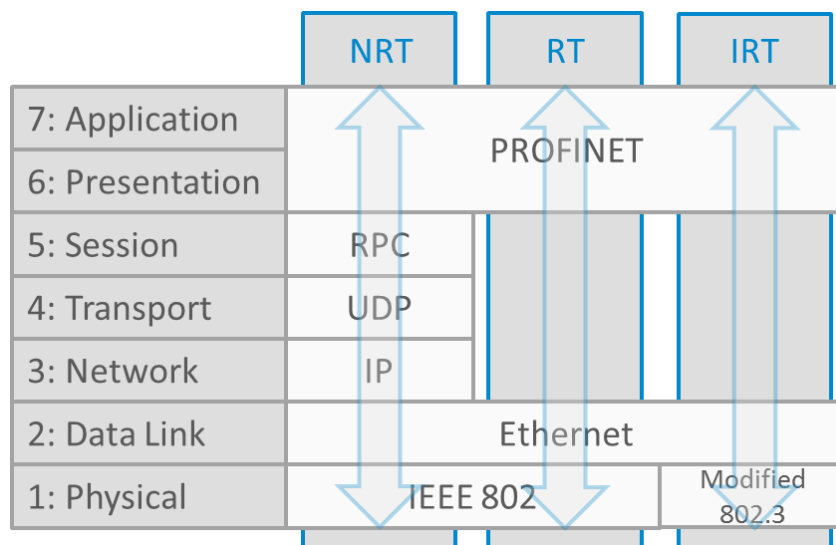 NRT RT IRT
7: Application
PROFINET
6: Presentation
5: Session RPC
4: Transport UDP
3: Network IP
2: Data Link Ethernet
1: Physical IEEE 802 Modified
802.3